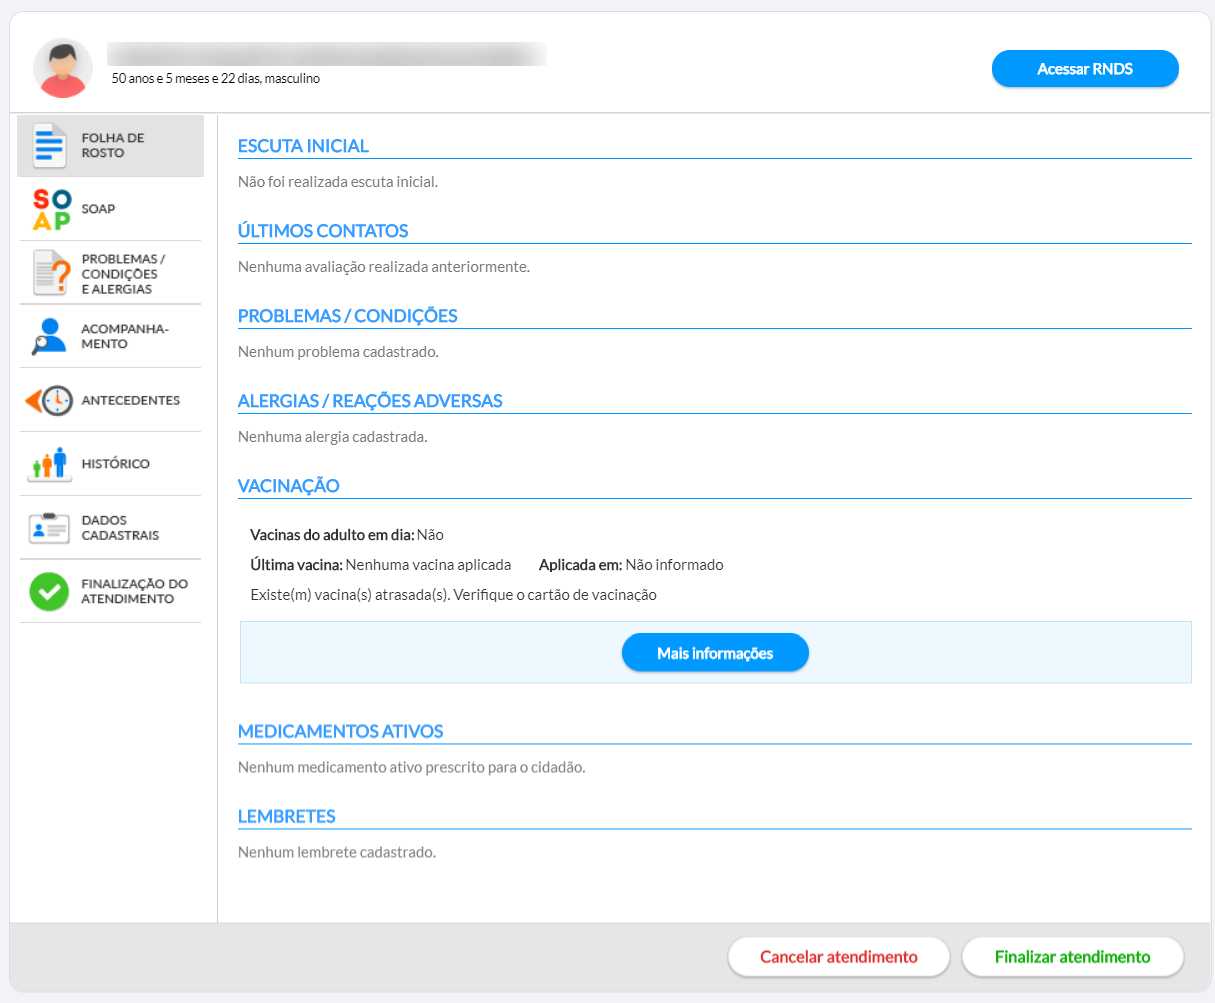 50 anos e 5 meses e 22 dias, masculino
Acessar RNDS
FOLHA DE
ROSTO
SOAP
SOAP
PROBLEMAS /
CONDIÇÕES
E ALERGIAS
ACOMPANHA-
MENTO
ANTECEDENTES
HISTÓRICO
DADOS
CADASTRAIS
FINALIZAÇÃO DO
ATENDIMENTO
ESCUTA INICIAL
Não foi realizada escuta inicial.
ÚLTIMOS CONTATOS
Nenhuma avaliação realizada anteriormente.
PROBLEMAS / CONDIÇÕES
Nenhum problema cadastrado.
ALERGIAS / REAÇÕES ADVERSAS
Nenhuma alergia cadastrada.
VACINAÇÃO
Vacinas do adulto em dia: Não
Última vacina: Nenhuma vacina aplicada Aplicada em: Não informado
Existe(m) vacina(s) atrasada(s). Verifique o cartão de vacinação
Mais informações
MEDICAMENTOS ATIVOS
Nenhum medicamento ativo prescrito para o cidadão.
LEMBRETES
Nenhum lembrete cadastrado.
Cancelar atendimento
Finalizar atendimento